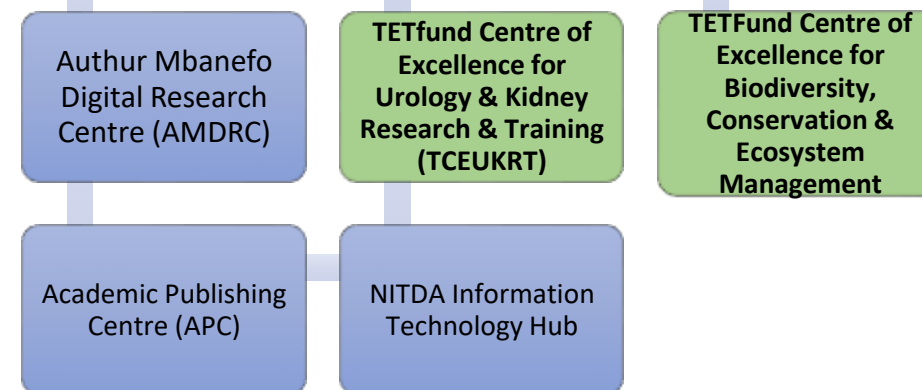 Authur Mbanefo
Digital Research
Centre (AMDRC)
TETfund Centre of
Excellence for
Urology & Kidney
Research & Training
(TCEUKRT)
TETFund Centre of
Excellence for
Biodiversity,
Conservation &
Ecosystem
Management
Academic Publishing
Centre (APC)
NITDA Information
Technology Hub